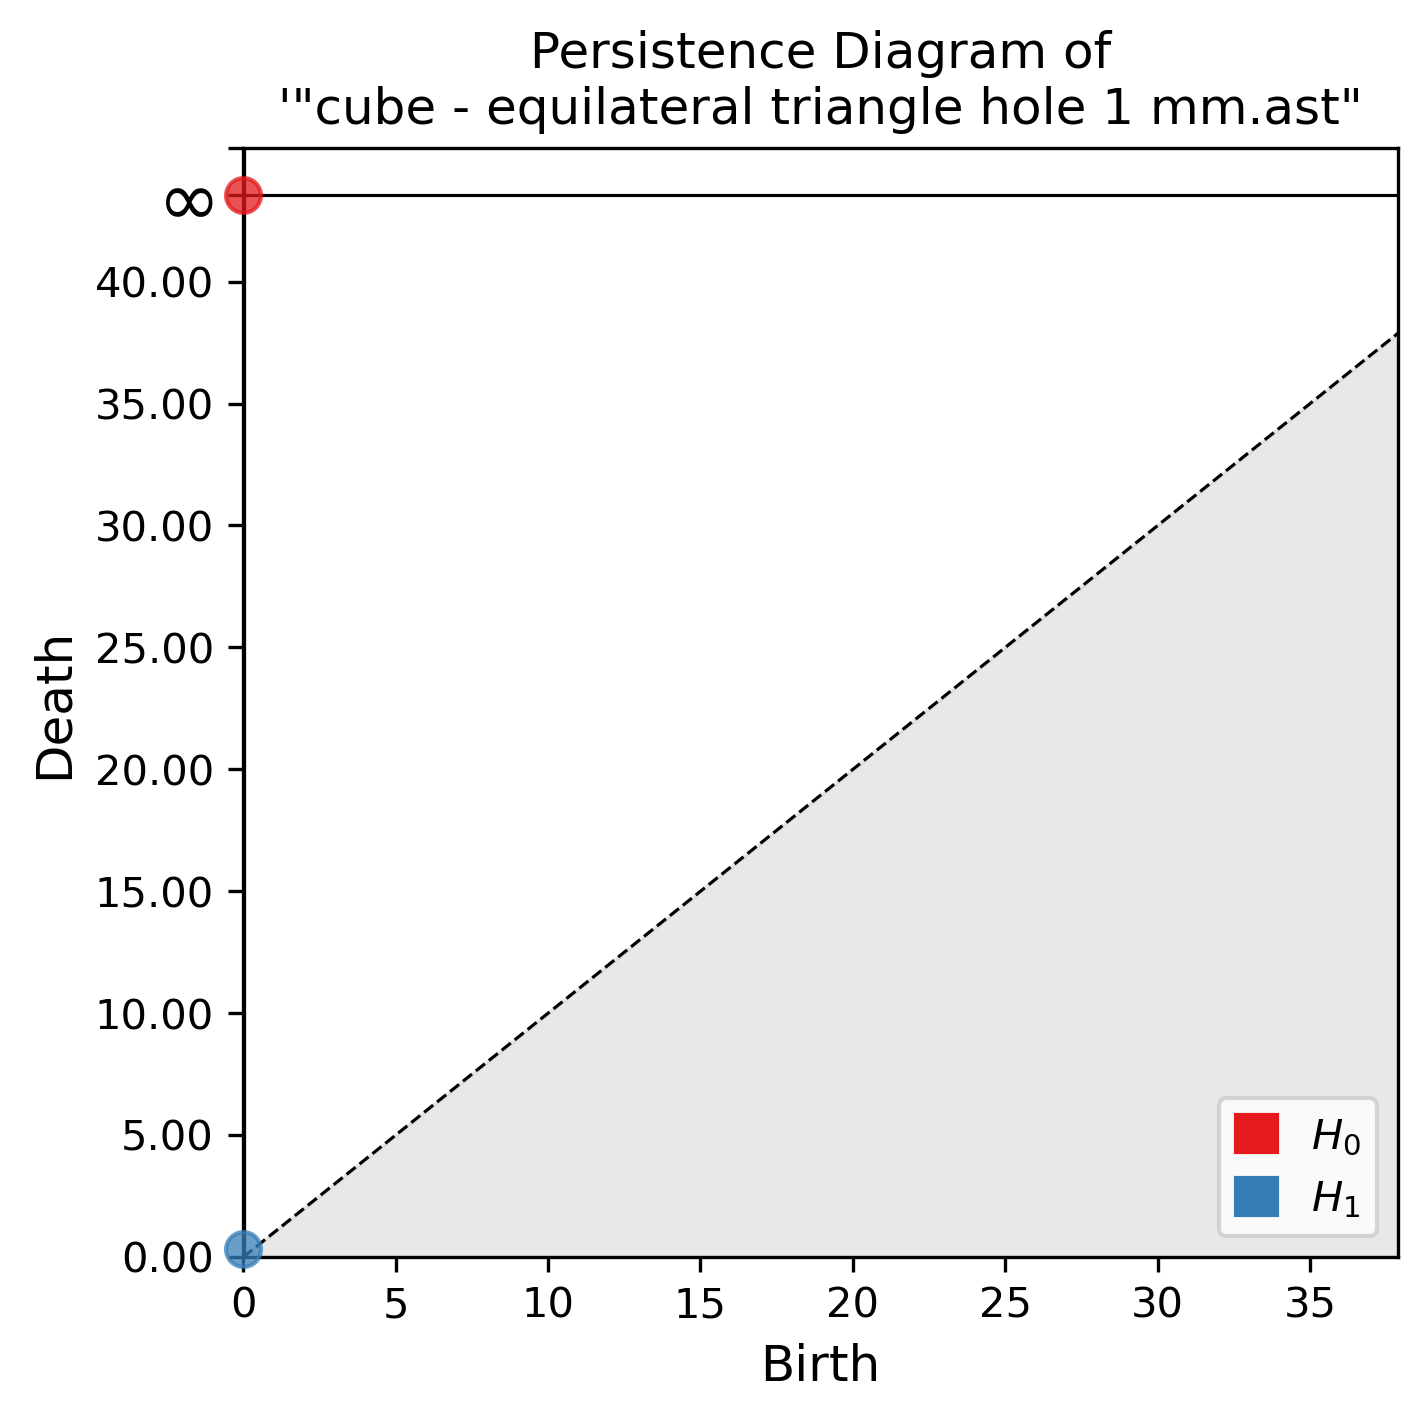 Persistence Diagram of
'"cube - equilateral triangle hole 1 mm.ast"
∞
40.00
35.00
30.00
25.00
20.00
15.00
10.00
5.00
0.00
Death
0 5 10 15 20 25 30 35
Birth
H₀
H₁